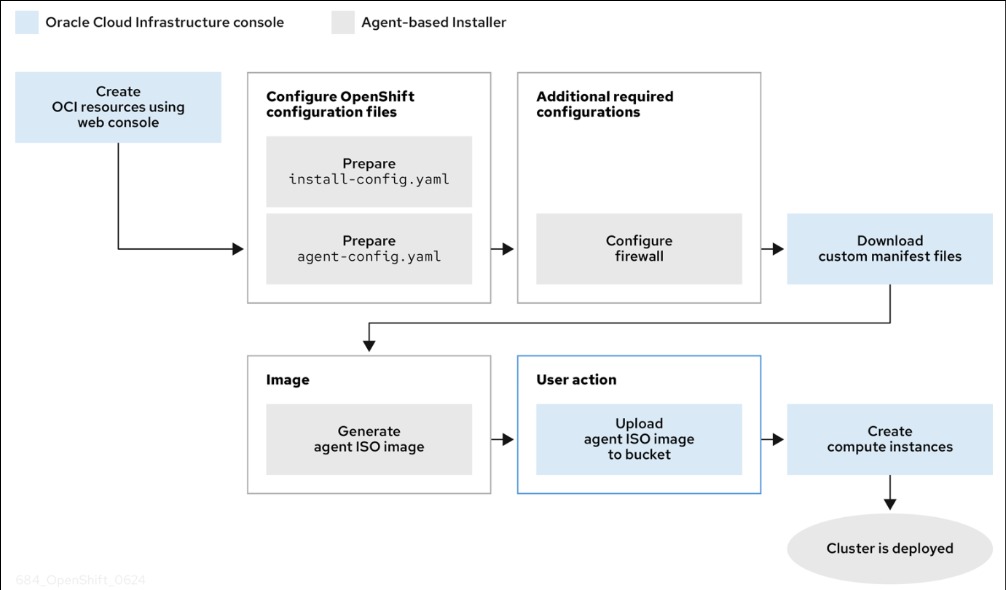 Oracle Cloud Infrastructure console
Agent-based Installer
Create
OCI resources using
web console
Configure OpenShift
configuration files
Prepare
install-config.yaml
Prepare
agent-config.yaml
Additional required
configurations
Configure
firewall
Download
custom manifest files
Image
Generate
agent ISO image
User action
Upload
agent ISO image
to bucket
Create
compute instances
Cluster is deployed
684_OpenShift_0624